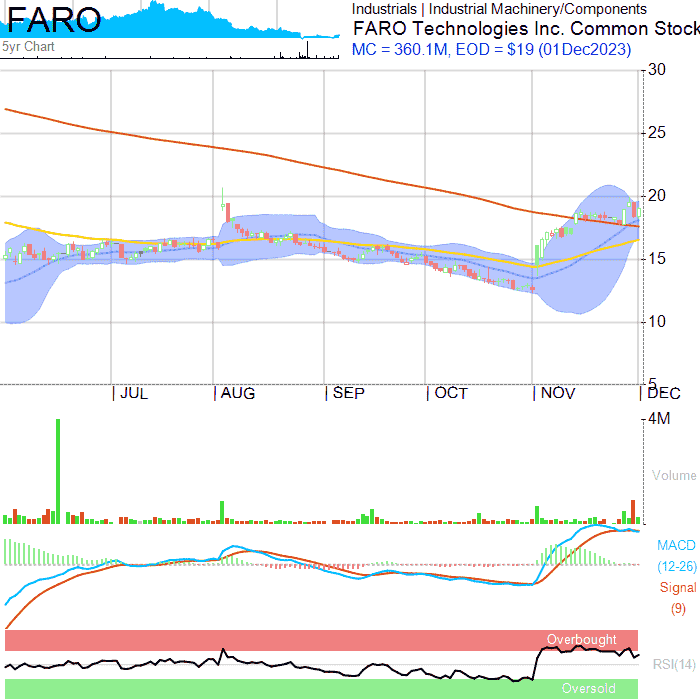 FARO
5yr Chart
Industrials | Industrial Machinery/Components
FARO Technologies Inc. Common Stock
MC = 360.1M, EOD = $19 (01Dec2023)
30
25
20
15
10
5
JUL
AUG
SEP
OCT
NOV
DEC
4M
Volume
MACD
(12-26)
Signal
(9)
Overbought
RSI(14)
Oversold